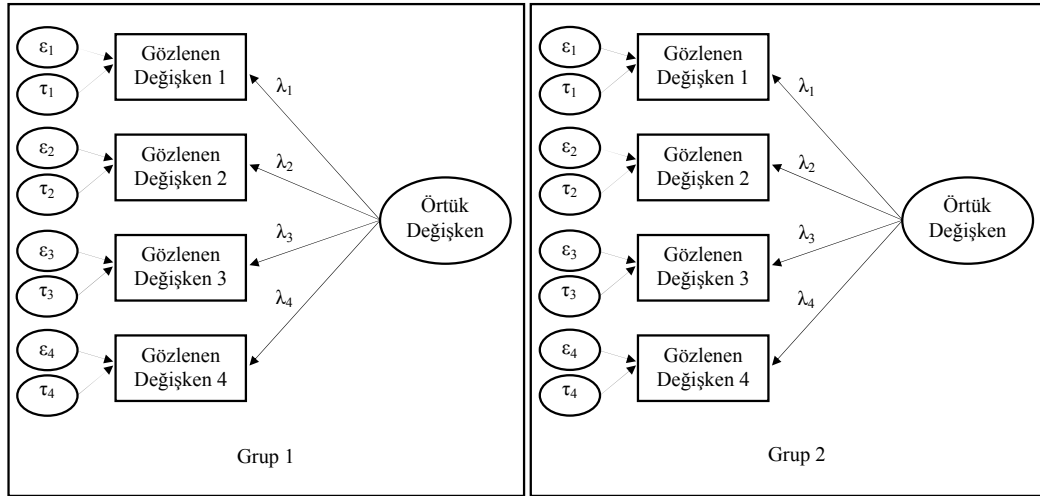 ε1
τ1
Gözlenen
Değişken 1
λ1
ε2
τ2
Gözlenen
Değişken 2
λ2
ε3
τ3
Gözlenen
Değişken 3
λ3
ε4
τ4
Gözlenen
Değişken 4
λ4
Örtük
Değişken
Grup 1
ε1
τ1
Gözlenen
Değişken 1
λ1
ε2
τ2
Gözlenen
Değişken 2
λ2
ε3
τ3
Gözlenen
Değişken 3
λ3
ε4
τ4
Gözlenen
Değişken 4
λ4
Örtük
Değişken
Grup 2